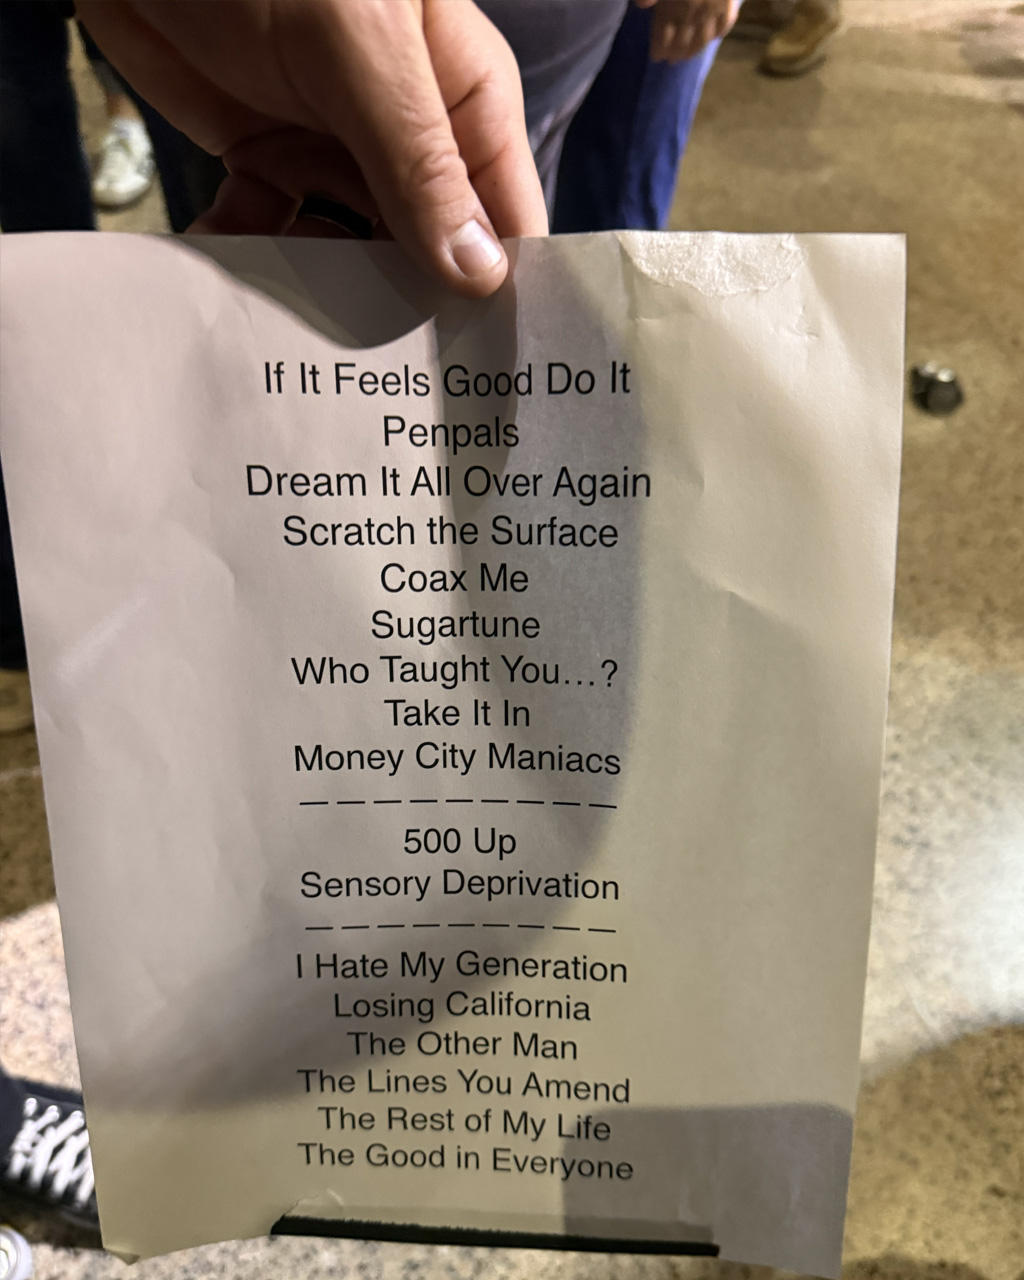 If It Feels Good Do It
Penpals
Dream It All Over Again
Scratch the Surface
Coax Me
Sugartune
Who Taught You...?
Take It In
Money City Maniacs
_ _ _ _ _ _ _ _ _
500 Up
Sensory Deprivation
_ _ _ _ _ _ _ _ _
I Hate My Generation
Losing California
The Other Man
The Lines You Amend
The Rest of My Life
The Good in Everyone